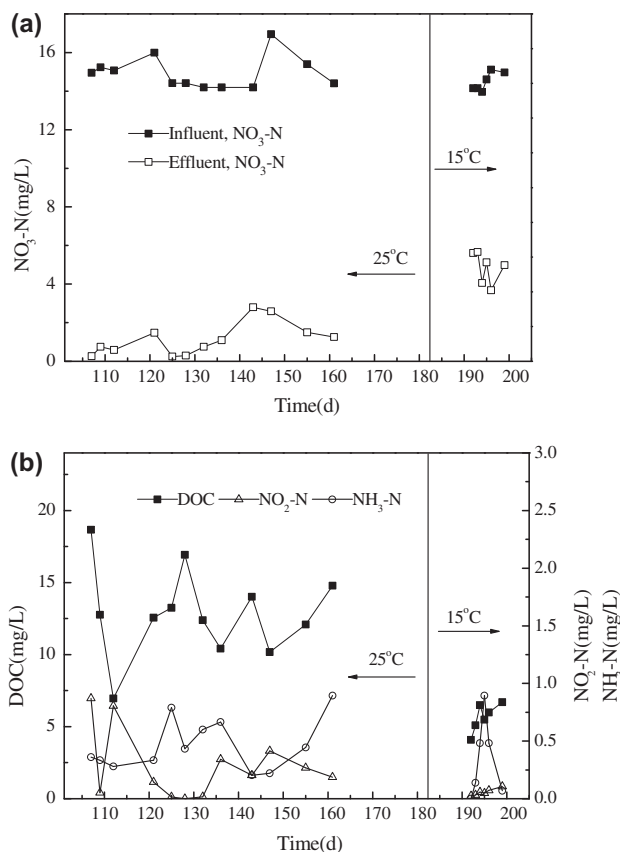 (a)
16
12
8
4
0
NO₃-N(mg/L)
Influent, NO₃-N
Effluent, NO₃-N
15°C
25°C
110 120 130 140 150 160 170 180 190 200
Time(d)
(b)
20
15
10
5
0
DOC(mg/L)
DOC NO₂-N NH₃-N
15°C
25°C
3.0
2.5
2.0
1.5
1.0
0.5
0.0
NO₂-N(mg/L)
NH₃-N(mg/L)
110 120 130 140 150 160 170 180 190 200
Time(d)